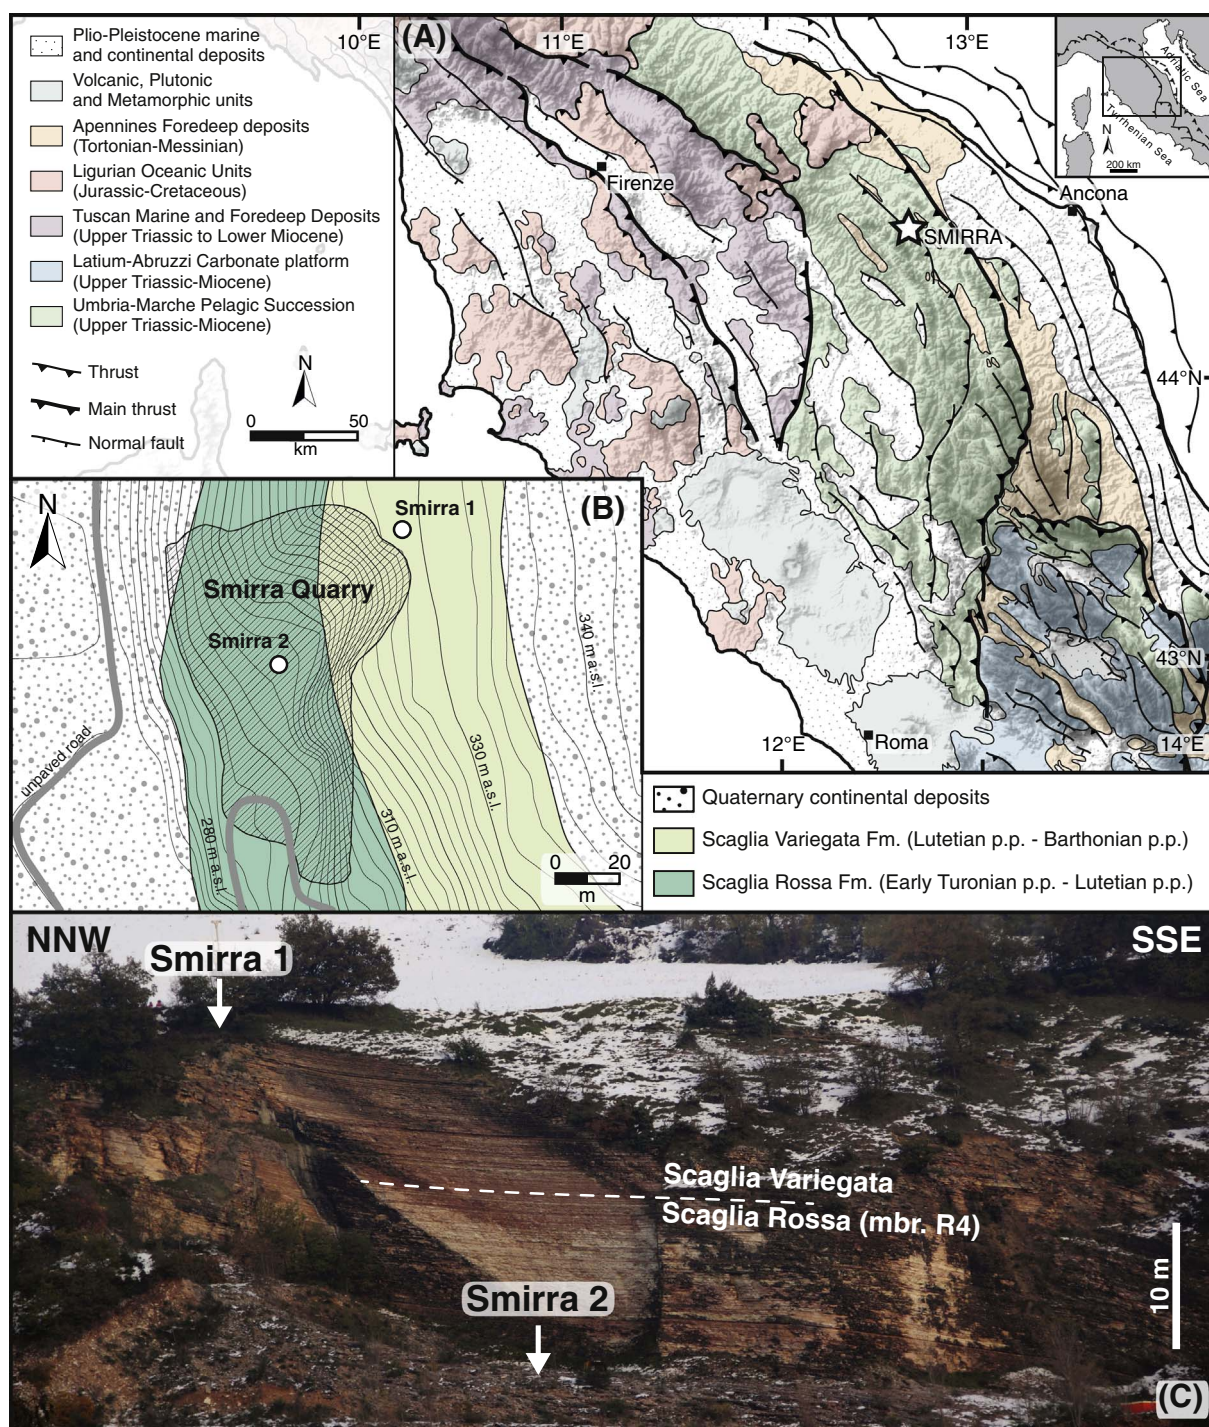 Plio-Pleistocene marine
and continental deposits
Volcanic, Plutonic
and Metamorphic units
Apennines Foredeep deposits
(Tortonian-Messinian)
Ligurian Oceanic Units
(Jurassic-Cretaceous)
Tuscan Marine and Foredeep Deposits
(Upper Triassic to Lower Miocene)
Latium-Abruzzi Carbonate platform
(Upper Triassic-Miocene)
Umbria-Marche Pelagic Succession
(Upper Triassic-Miocene)
Thrust
Main thrust
Normal fault
N
0 50
km
10°E
(A)
11°E
13°E
Adriatic Sea
Tyrrhenian Sea
N
200 km
Firenze
Ancona
SMIRRA
44°N
43°N
12°E
Roma
14°E
N
(B)
Smirra 1
Smirra Quarry
Smirra 2
unpaved road
280 m a.s.l.
310 m a.s.l.
330 m a.s.l.
340 m a.s.l.
0 20
m
Quaternary continental deposits
Scaglia Variegata Fm. (Lutetian p.p. - Barthonian p.p.)
Scaglia Rossa Fm. (Early Turonian p.p. - Lutetian p.p.)
NNW
SSE
Smirra 1
Scaglia Variegata
Scaglia Rossa (mbr. R4)
Smirra 2
10 m
(C)